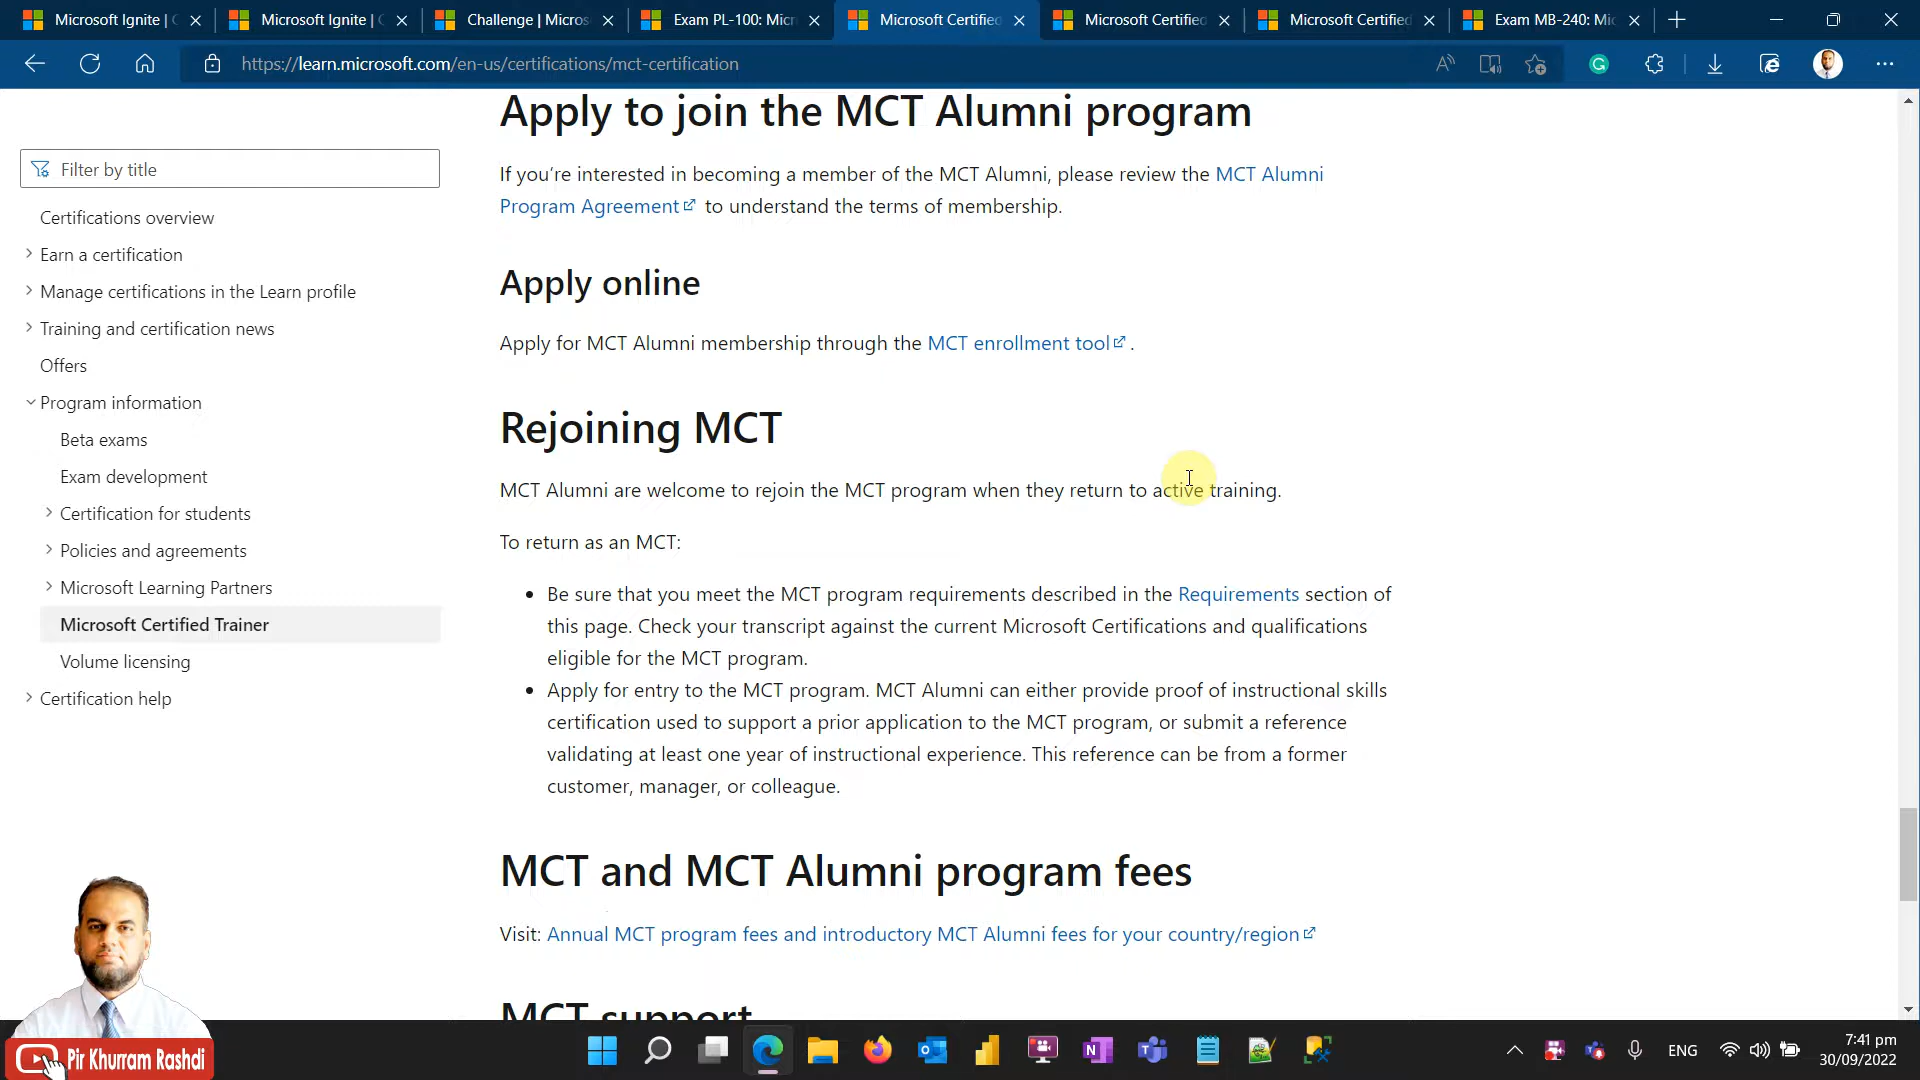 Microsoft Ignite | C
Microsoft Ignite | C
Challenge | Micros
Exam PL-100: Micr
Microsoft Certified
Microsoft Certified
Microsoft Certified
Exam MB-240: Mic
https://learn.microsoft.com/en-us/certifications/mct-certification
Filter by title
Certifications overview
Earn a certification
Manage certifications in the Learn profile
Training and certification news
Offers
Program information
Beta exams
Exam development
Certification for students
Policies and agreements
Microsoft Learning Partners
Microsoft Certified Trainer
Volume licensing
Certification help
Apply to join the MCT Alumni program
If you’re interested in becoming a member of the MCT Alumni, please review the MCT Alumni
Program Agreement to understand the terms of membership.
Apply online
Apply for MCT Alumni membership through the MCT enrollment tool .
Rejoining MCT
MCT Alumni are welcome to rejoin the MCT program when they return to active training.
To return as an MCT:
• Be sure that you meet the MCT program requirements described in the Requirements section of
this page. Check your transcript against the current Microsoft Certifications and qualifications
eligible for the MCT program.
• Apply for entry to the MCT program. MCT Alumni can either provide proof of instructional skills
certification used to support a prior application to the MCT program, or submit a reference
validating at least one year of instructional experience. This reference can be from a former
customer, manager, or colleague.
MCT and MCT Alumni program fees
Visit: Annual MCT program fees and introductory MCT Alumni fees for your country/region
MCT support
Pir Khurram Rashdi
ENG
7:41 pm
30/09/2022